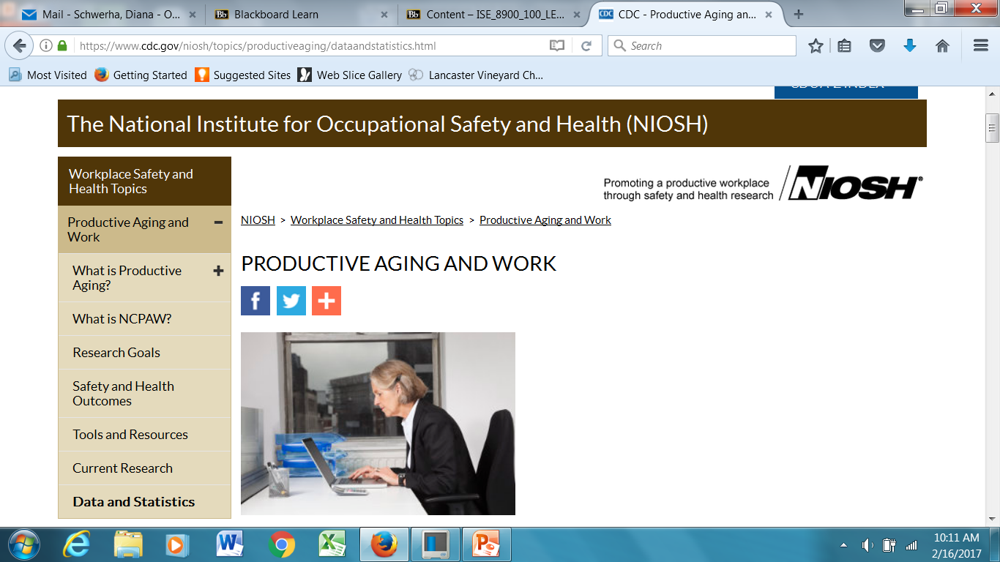 Mail - Schwerha, Diana - O...
Blackboard Learn
Content – ISE_8900_100_LE...
CDC - Productive Aging an...
https://www.cdc.gov/niosh/topics/productiveaging/dataandstatistics.html
Search
Most Visited
Getting Started
Suggested Sites
Web Slice Gallery
Lancaster Vineyard Ch...
CDC A-Z INDEX
The National Institute for Occupational Safety and Health (NIOSH)
Workplace Safety and
Health Topics
Productive Aging and
Work
What is Productive
Aging?
What is NCPAW?
Research Goals
Safety and Health
Outcomes
Tools and Resources
Current Research
Data and Statistics
Promoting a productive workplace
through safety and health research
NIOSH
NIOSH > Workplace Safety and Health Topics > Productive Aging and Work
PRODUCTIVE AGING AND WORK
10:11 AM
2/16/2017